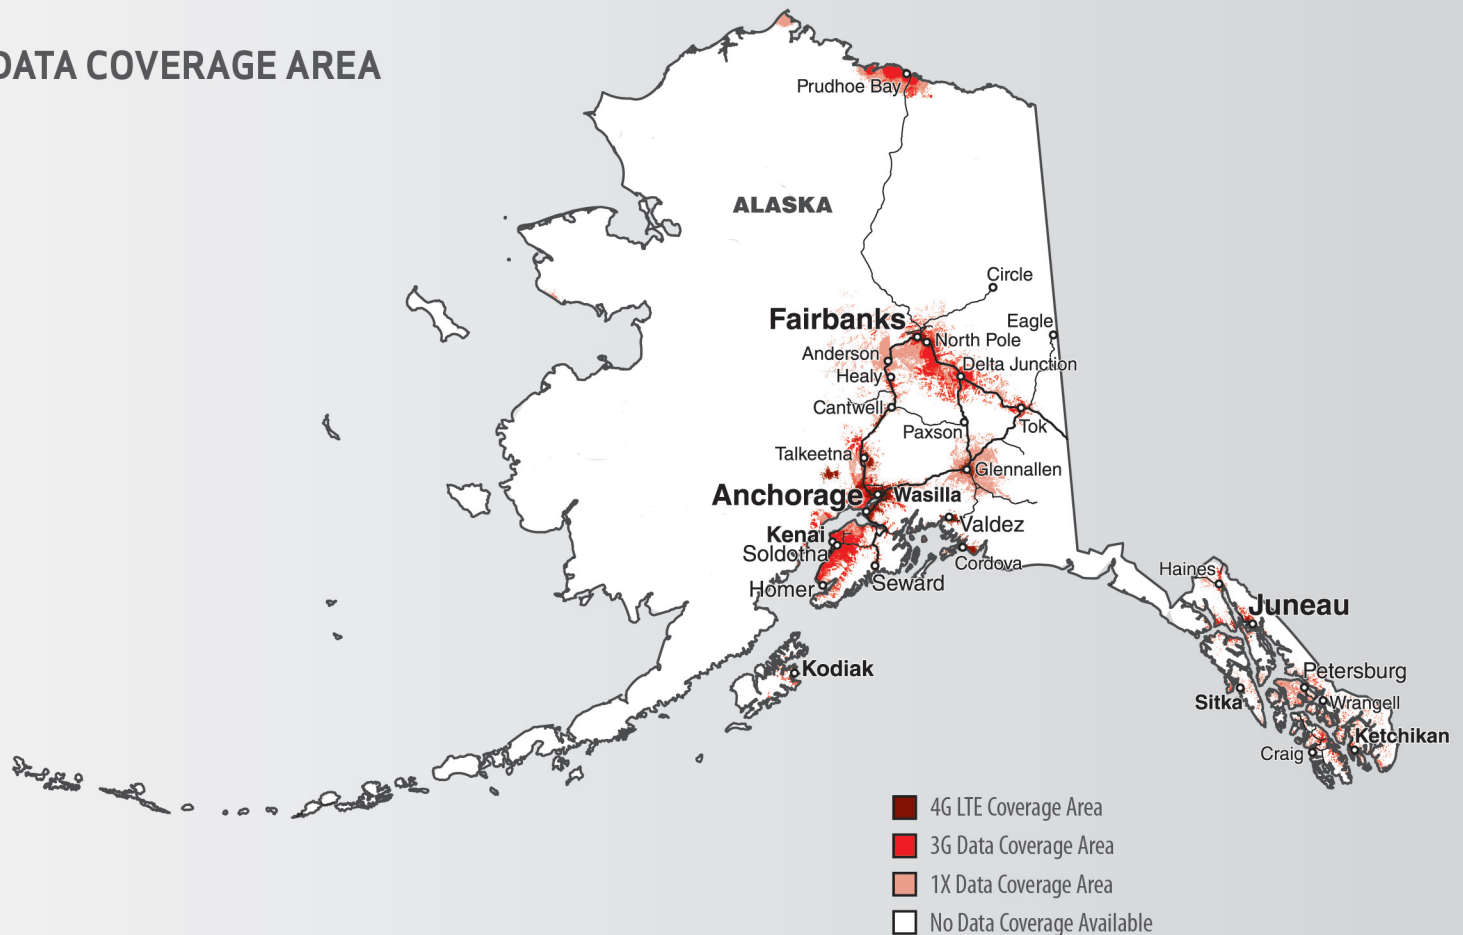 DATA COVERAGE AREA
Prudhoe Bay
ALASKA
Circle
Fairbanks
Eagle
North Pole
Anderson
Delta Junction
Healy
Cantwell
Paxson
Tok
Talkeetna
Glennallen
Anchorage
Wasilla
Valdez
Kenai
Soldotna
Cordova
Haines
Seward
Homer
Juneau
Kodiak
Petersburg
Sitka
Wrangell
Ketchikan
Craig
4G LTE Coverage Area
3G Data Coverage Area
1X Data Coverage Area
No Data Coverage Available